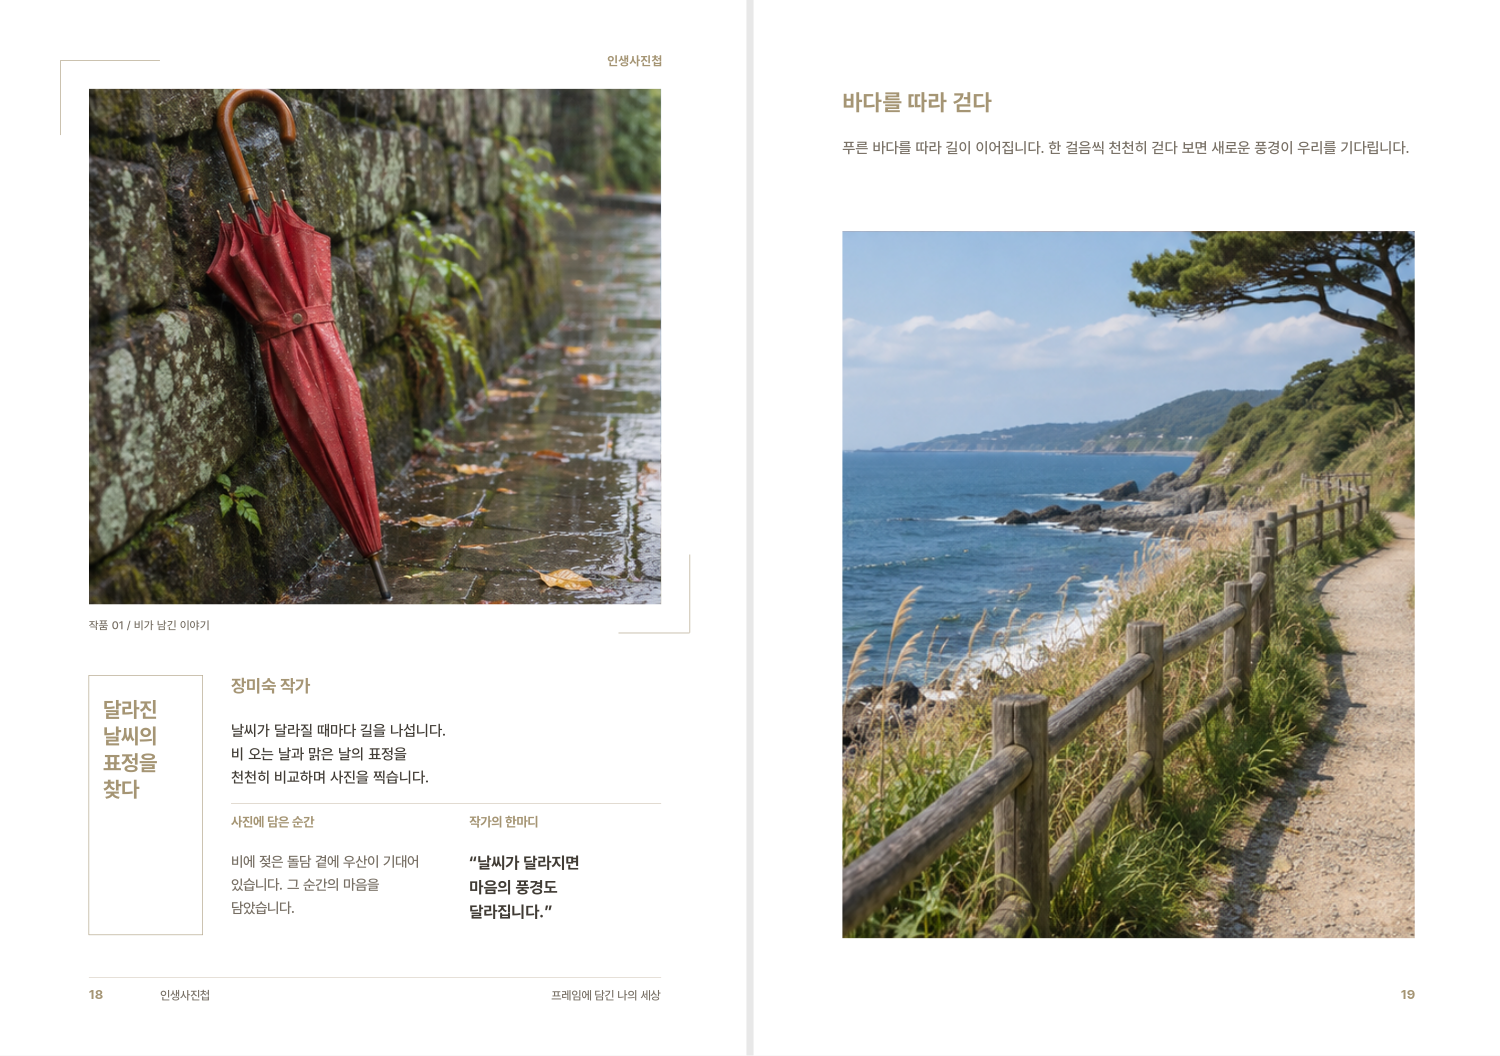 인생사진첩
작품 01 / 비가 남긴 이야기
달라진
날씨의
표정을
찾다
장미숙 작가
날씨가 달라질 때마다 길을 나섭니다.
비 오는 날과 맑은 날의 표정을
천천히 비교하며 사진을 찍습니다.
사진에 담은 순간
비에 젖은 돌담 곁에 우산이 기대어
있습니다. 그 순간의 마음을
담았습니다.
작가의 한마디
“날씨가 달라지면
마음의 풍경도
달라집니다.”
18 인생사진첩 프레임에 담긴 나의 세상
바다를 따라 걷다
푸른 바다를 따라 길이 이어집니다. 한 걸음씩 천천히 걷다 보면 새로운 풍경이 우리를 기다립니다.
19